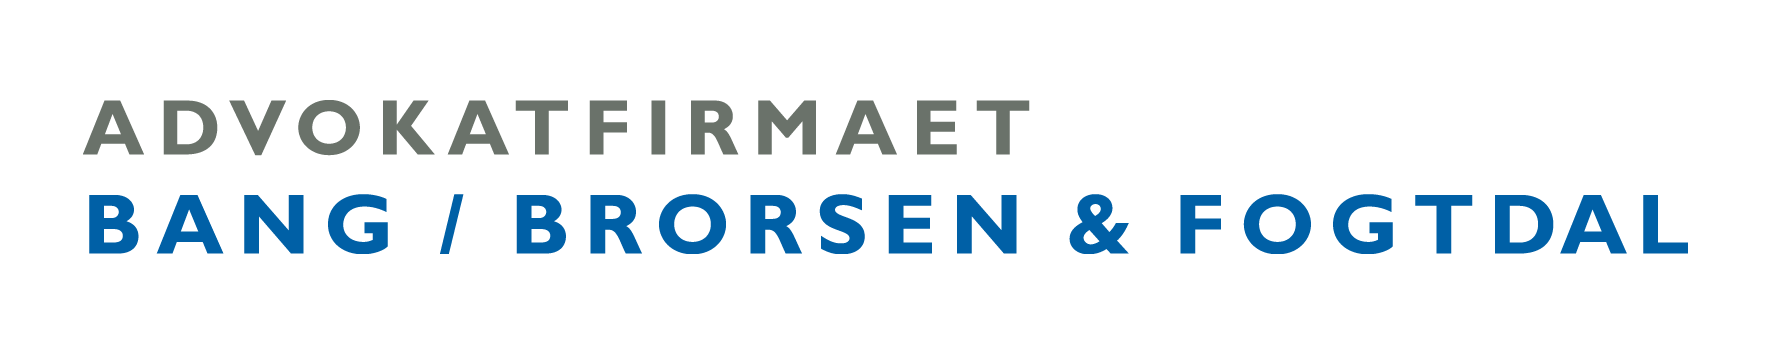 ADVOKATFIRMAET
BANG / BRORSEN & FOGTDAL